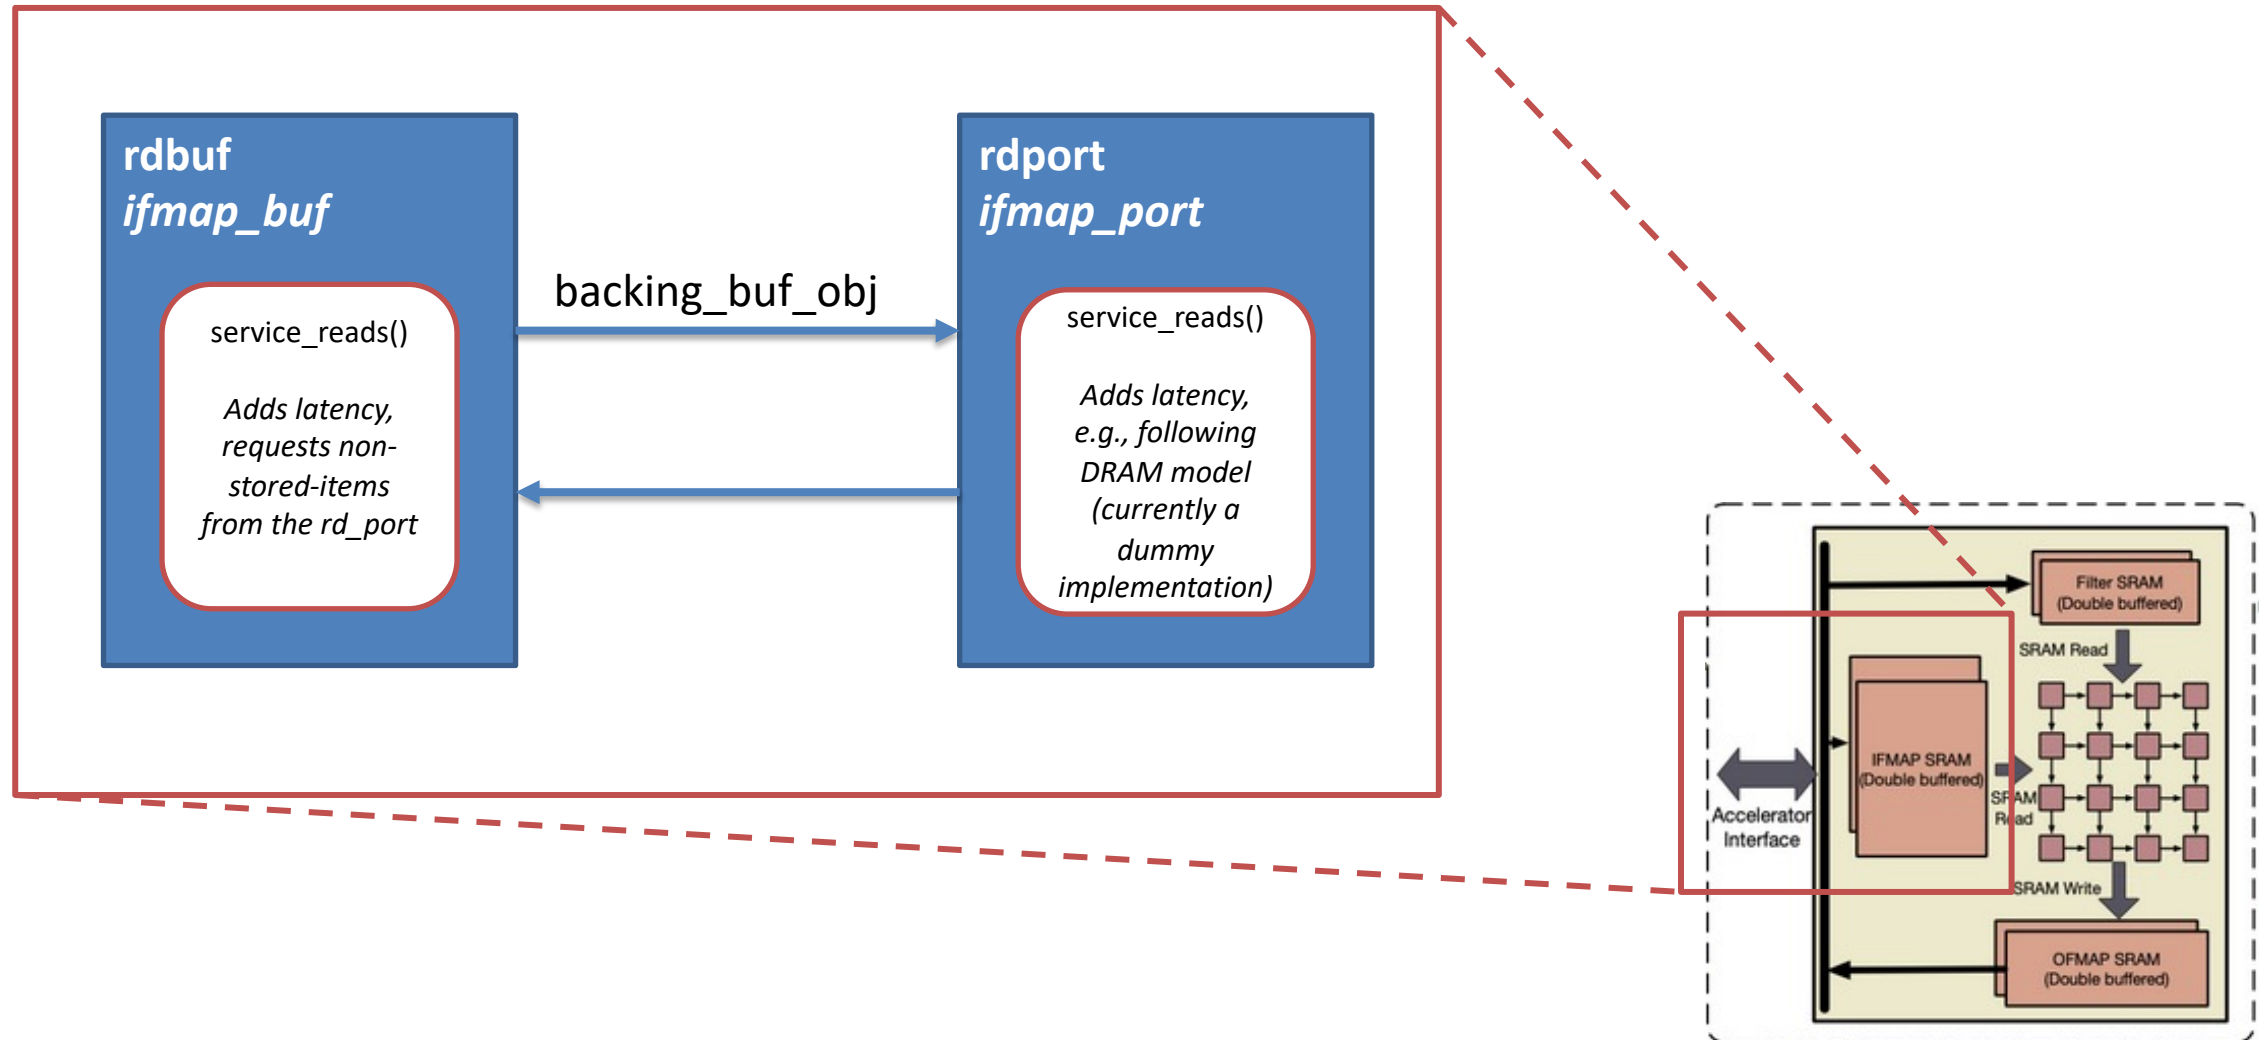 rdbuf
ifmap_buf
service_reads()
Adds latency,
requests non-
stored-items
from the rd_port
backing_buf_obj
rdport
ifmap_port
service_reads()
Adds latency,
e.g., following
DRAM model
(currently a
dummy
implementation)
Filter SRAM
(Double buffered)
SRAM Read
IFMAP SRAM
(Double buffered)
SRAM
Read
Accelerator
Interface
SRAM Write
OFMAP SRAM
(Double buffered)